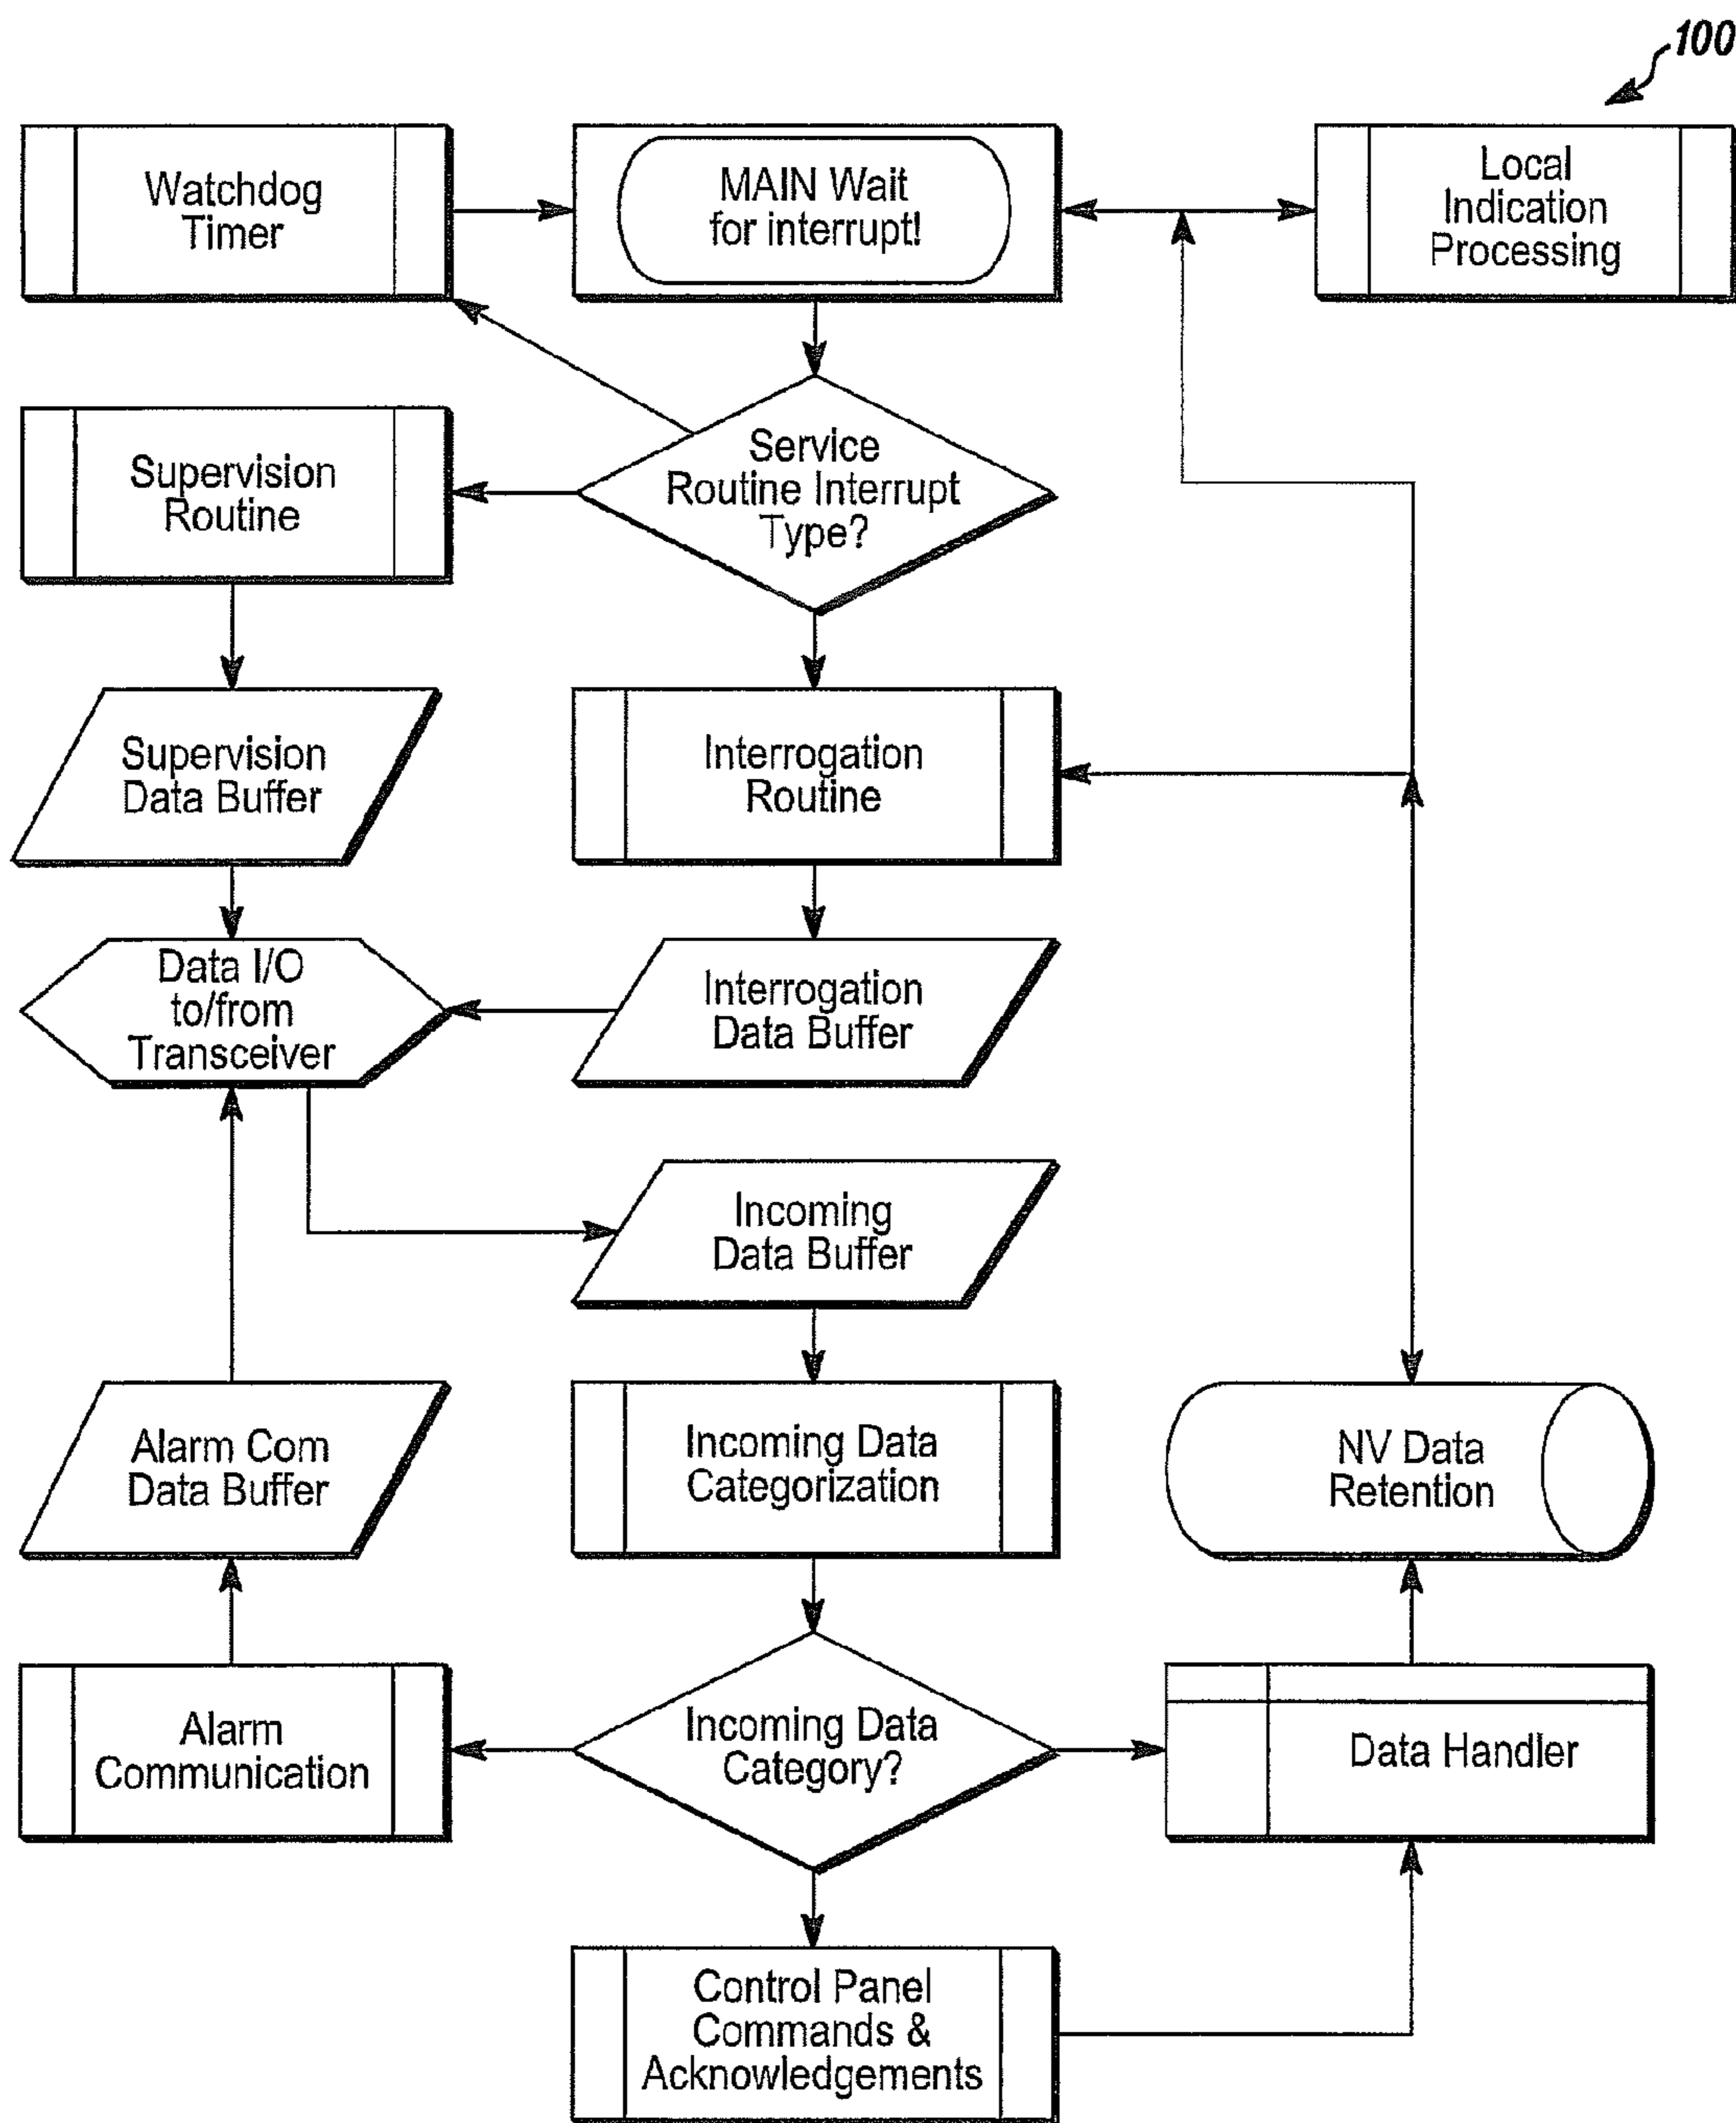 100
Watchdog
Timer
MAIN Wait
for interrupt!
Local
Indication
Processing
Supervision
Routine
Service
Routine Interrupt
Type?
Supervision
Data Buffer
Interrogation
Routine
Data I/O
to/from
Transceiver
Interrogation
Data Buffer
Incoming
Data Buffer
Alarm Com
Data Buffer
Incoming Data
Categorization
NV Data
Retention
Alarm
Communication
Incoming Data
Category?
Data Handler
Control Panel
Commands &
Acknowledgements